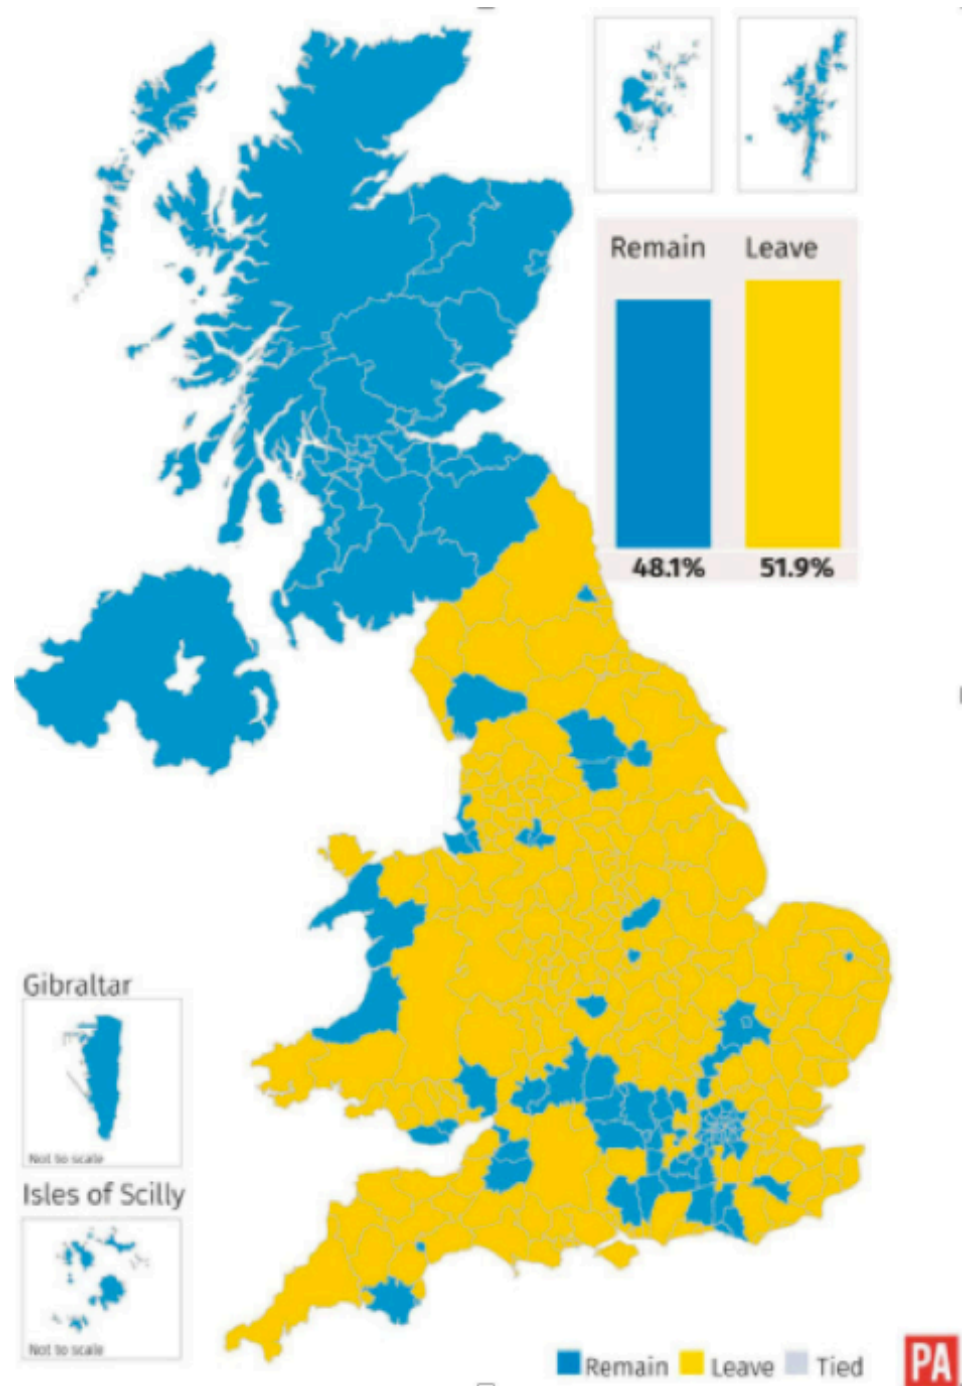 Remain Leave
48.1% 51.9%
Gibraltar
Not to scale
Isles of Scilly
Not to scale
Remain Leave Tied
PA